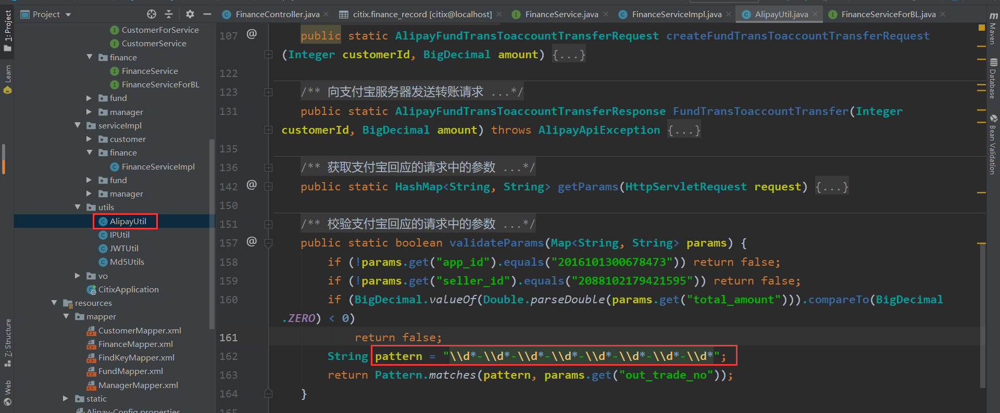 Project
FinanceController.java
citix.finance_record [citix@localhost]
FinanceService.java
FinanceServiceImpl.java
AlipayUtil.java
FinanceServiceForBL.java
1: Project
Learn
Z: Structure
Web
CustomerForService
CustomerService
finance
FinanceService
FinanceServiceForBL
fund
manager
serviceImpl
customer
finance
FinanceServiceImpl
fund
manager
utils
AlipayUtil
IPUtil
JWTUtil
Md5Utils
vo
CitixApplication
resources
mapper
CustomerMapper.xml
FinanceMapper.xml
FindKeyMapper.xml
FundMapper.xml
ManagerMapper.xml
static
Alipay-Config.properties
107 @ public static AlipayFundTransToaccountTransferRequest createFundTransToaccountTransferRequest
(Integer customerId, BigDecimal amount) {...}
122
123 /** 向支付宝服务器发送转账请求 ...*/
131 public static AlipayFundTransToaccountTransferResponse FundTransToaccountTransfer(Integer
customerId, BigDecimal amount) throws AlipayApiException {...}
135
136 /** 获取支付宝回应的请求中的参数 ...*/
142 @ public static HashMap<String, String> getParams(HttpServletRequest request) {...}
150
151 /** 校验支付宝回应的请求中的参数 ...*/
157 @ public static boolean validateParams(Map<String, String> params) {
158 if (!params.get("app_id").equals("2016101300678473")) return false;
159 if (!params.get("seller_id").equals("2088102179421595")) return false;
160 if (BigDecimal.valueOf(Double.parseDouble(params.get("total_amount"))).compareTo(BigDecimal
.ZERO) < 0)
161 return false;
162 String pattern = "\\d*-\\d*-\\d*-\\d*-\\d*-\\d*-\\d*-\\d*";
163 return Pattern.matches(pattern, params.get("out_trade_no"));
164 }
165
Maven
Database
Bean Validation